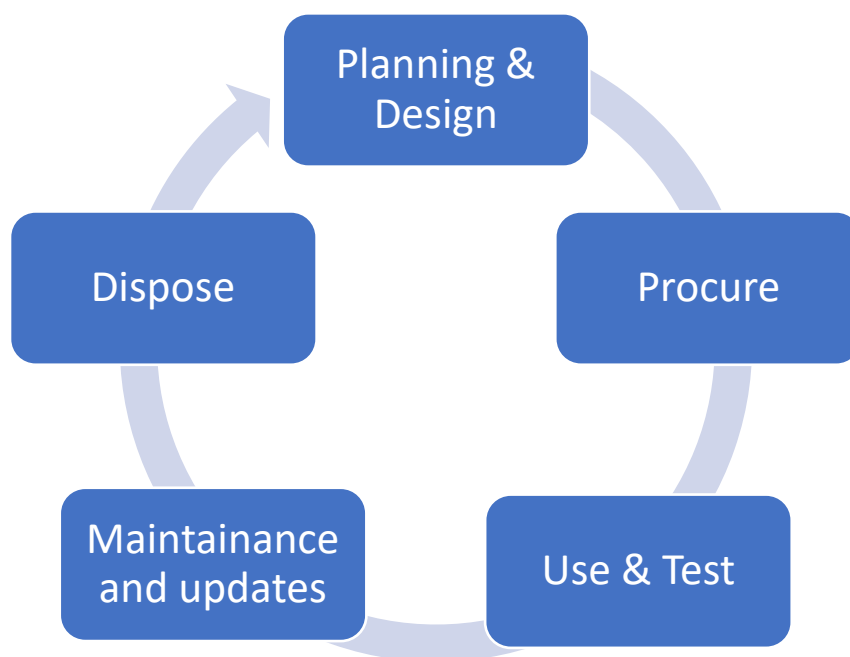 Planning &
Design
Procure
Use & Test
Maintainance
and updates
Dispose